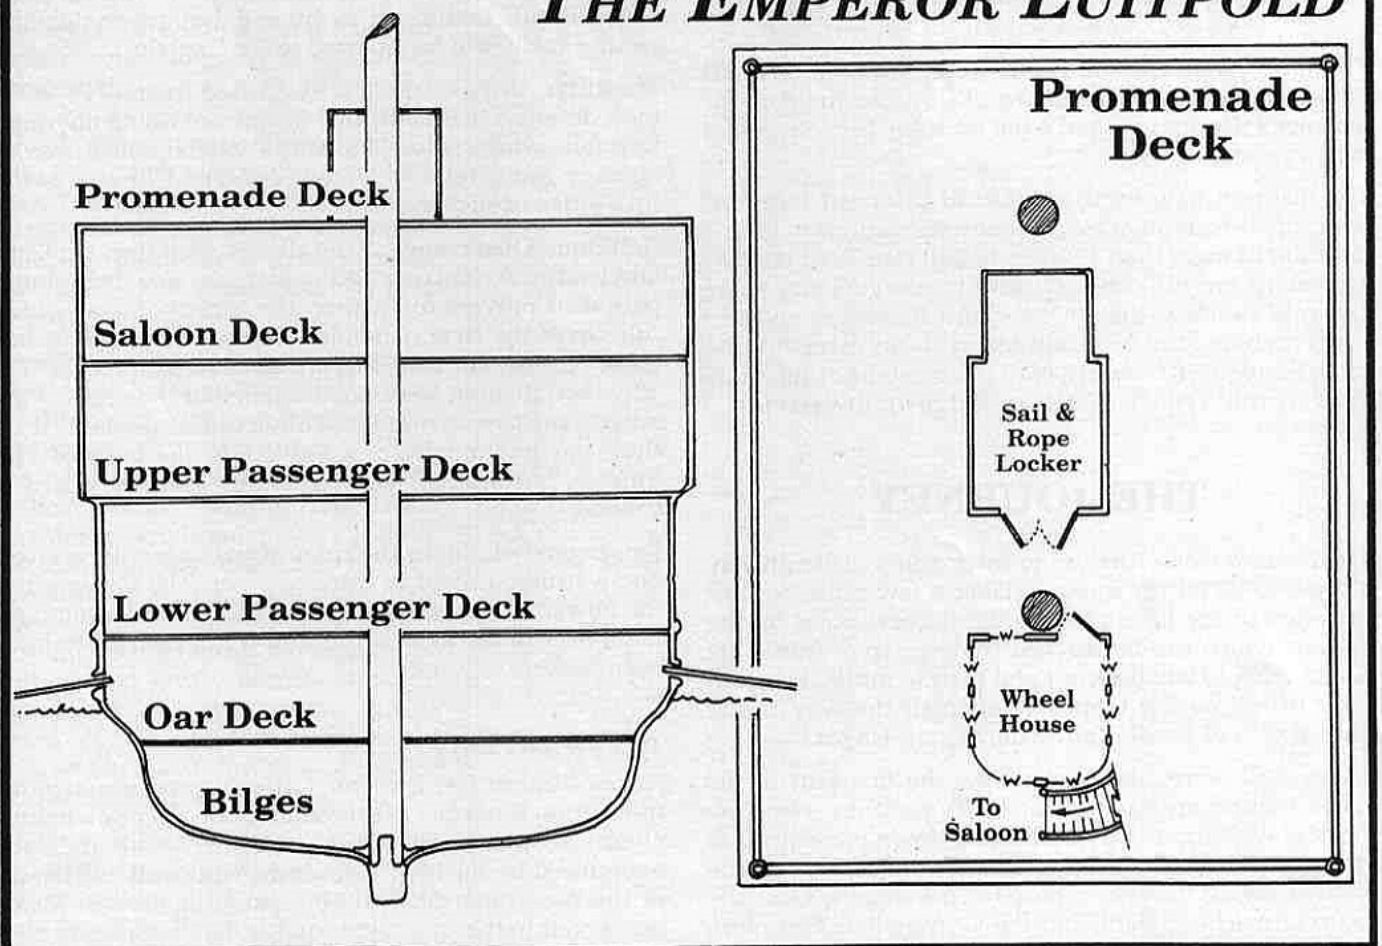 THE EMPEROR LUITPOLD
Promenade Deck
Saloon Deck
Upper Passenger Deck
Lower Passenger Deck
Oar Deck
Bilges
Promenade
Deck
Sail &
Rope
Locker
W
W
W
W
W
Wheel
House
W
W
To
Saloon